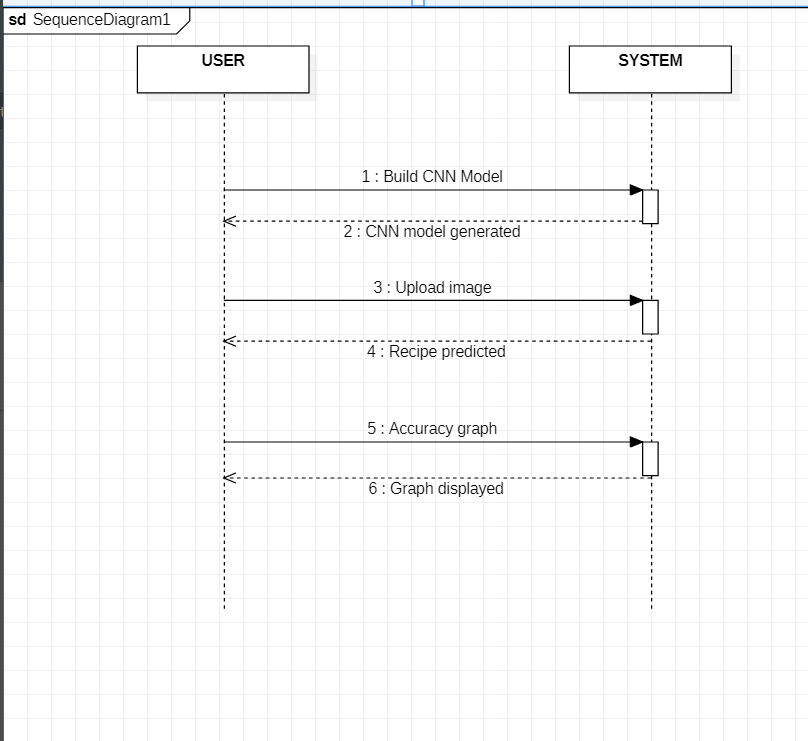 sd SequenceDiagram1
USER
SYSTEM
1 : Build CNN Model
2 : CNN model generated
3 : Upload image
4 : Recipe predicted
5 : Accuracy graph
6 : Graph displayed